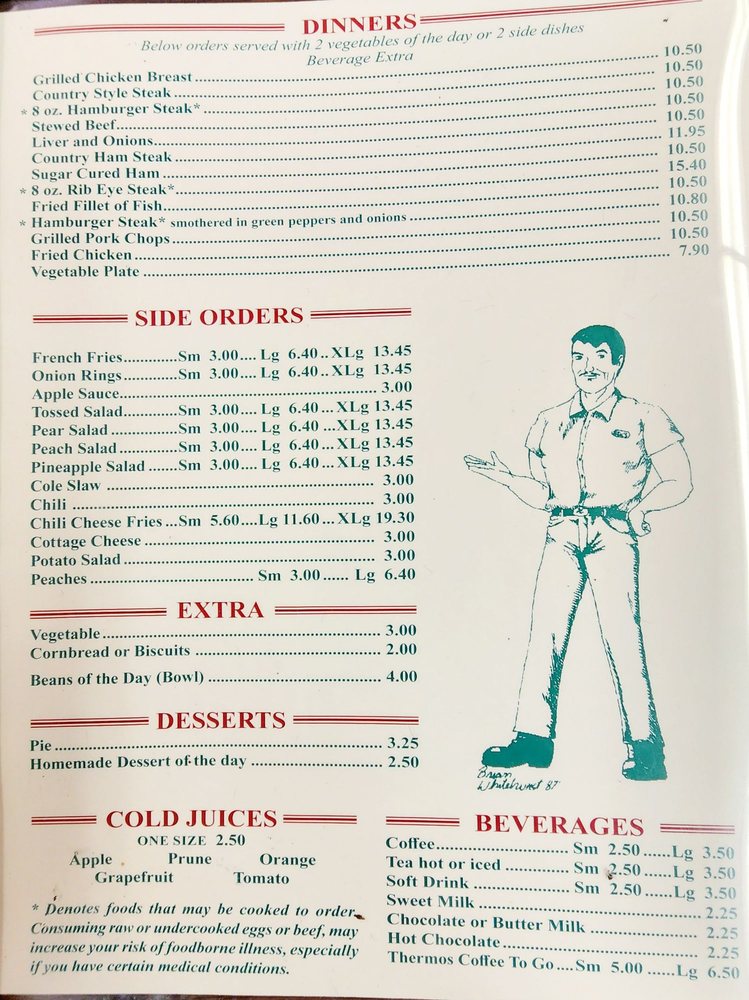 DINNERS
Below orders served with 2 vegetables of the day or 2 side dishes
Beverage Extra
Grilled Chicken Breast 10.50
Country Style Steak 10.50
* 8 oz. Hamburger Steak* 10.50
Stewed Beef 10.50
Liver and Onions 10.50
Country Ham Steak 11.95
Sugar Cured Ham 10.50
* 8 oz. Rib Eye Steak* 15.40
Fried Fillet of Fish 10.50
* Hamburger Steak* smothered in green peppers and onions 10.80
Grilled Pork Chops 10.50
Fried Chicken 10.50
Vegetable Plate 7.90
SIDE ORDERS
French Fries Sm 3.00 Lg 6.40 XLg 13.45
Onion Rings Sm 3.00 Lg 6.40 XLg 13.45
Apple Sauce 3.00
Tossed Salad Sm 3.00 Lg 6.40 XLg 13.45
Pear Salad Sm 3.00 Lg 6.40 XLg 13.45
Peach Salad Sm 3.00 Lg 6.40 XLg 13.45
Pineapple Salad Sm 3.00 Lg 6.40 XLg 13.45
Cole Slaw 3.00
Chili 3.00
Chili Cheese Fries Sm 5.60 Lg 11.60 XLg 19.30
Cottage Cheese 3.00
Potato Salad 3.00
Peaches Sm 3.00 Lg 6.40
EXTRA
Vegetable 3.00
Cornbread or Biscuits 2.00
Beans of the Day (Bowl) 4.00
DESSERTS
Pie 3.25
Homemade Dessert of the day 2.50
Bryan
Whitehurst 87
COLD JUICES
ONE SIZE 2.50
Apple Prune Orange
Grapefruit Tomato
* Denotes foods that may be cooked to order.
Consuming raw or undercooked eggs or beef, may
increase your risk of foodborne illness, especially
if you have certain medical conditions.
BEVERAGES
Coffee Sm 2.50 Lg 3.50
Tea hot or iced Sm 2.50 Lg 3.50
Soft Drink Sm 2.50 Lg 3.50
Sweet Milk 2.25
Chocolate or Butter Milk 2.25
Hot Chocolate 2.25
Thermos Coffee To Go Sm 5.00 Lg 6.50